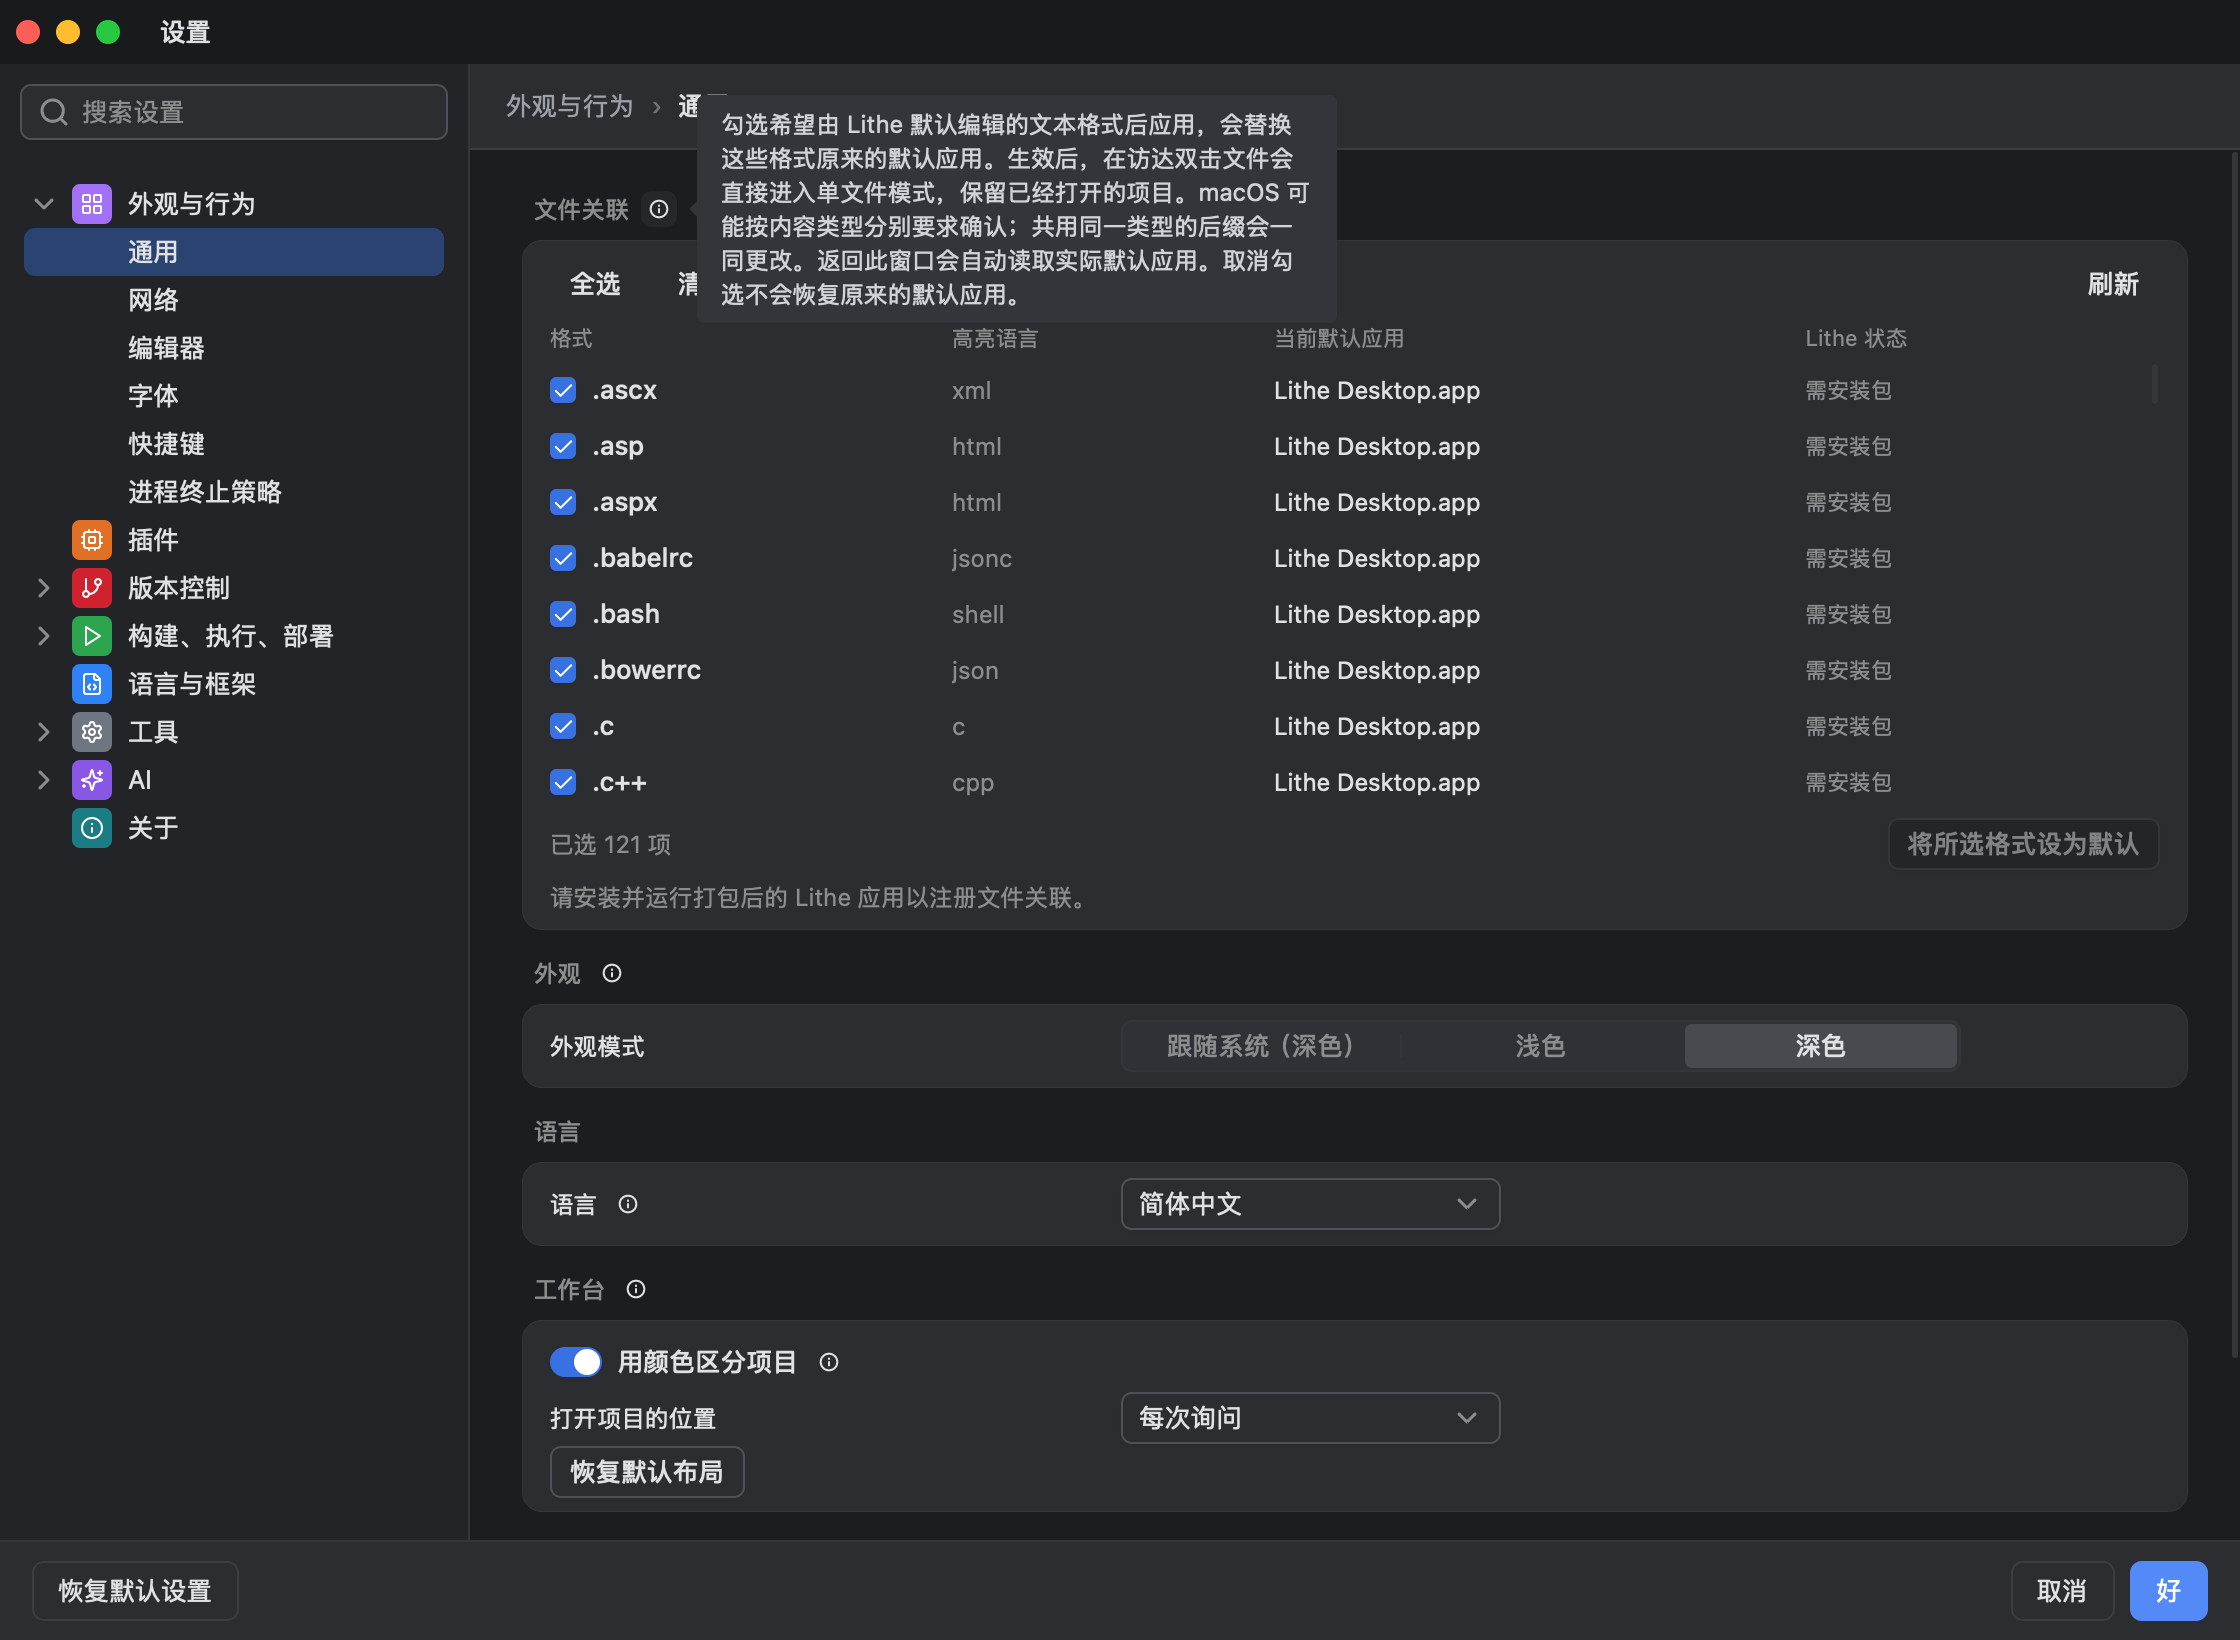 设置
搜索设置
外观与行为
通用
网络
编辑器
字体
快捷键
进程终止策略
插件
版本控制
构建、执行、部署
语言与框架
工具
AI
关于
外观与行为 › 通
勾选希望由 Lithe 默认编辑的文本格式后应用，会替换
这些格式原来的默认应用。生效后，在访达双击文件会
直接进入单文件模式，保留已经打开的项目。macOS 可
能按内容类型分别要求确认；共用同一类型的后缀会一
同更改。返回此窗口会自动读取实际默认应用。取消勾
选不会恢复原来的默认应用。
文件关联
全选 清 刷新
格式 高亮语言 当前默认应用 Lithe 状态
.ascx xml Lithe Desktop.app 需安装包
.asp html Lithe Desktop.app 需安装包
.aspx html Lithe Desktop.app 需安装包
.babelrc jsonc Lithe Desktop.app 需安装包
.bash shell Lithe Desktop.app 需安装包
.bowerrc json Lithe Desktop.app 需安装包
.c c Lithe Desktop.app 需安装包
.c++ cpp Lithe Desktop.app 需安装包
已选 121 项 将所选格式设为默认
请安装并运行打包后的 Lithe 应用以注册文件关联。
外观
外观模式 跟随系统（深色） 浅色 深色
语言
语言 简体中文
工作台
用颜色区分项目
打开项目的位置 每次询问
恢复默认布局
恢复默认设置 取消 好